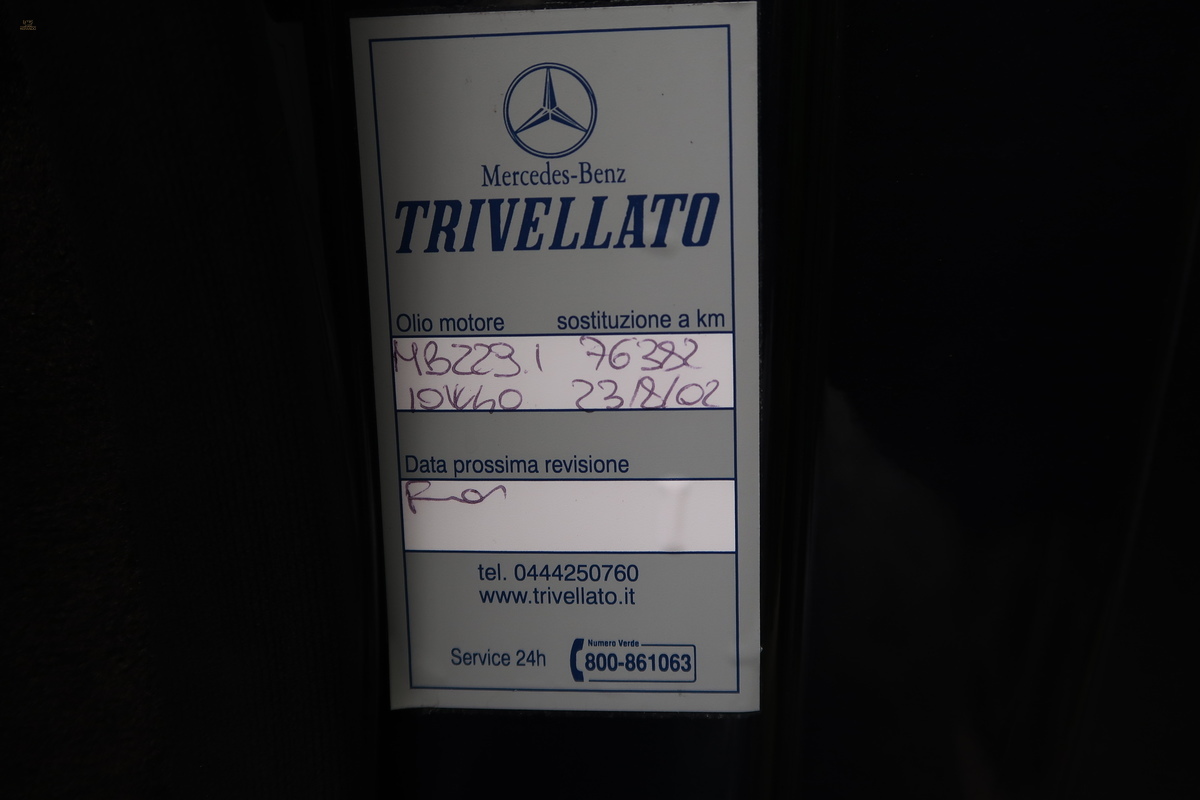 Mercedes-Benz
TRIVELLATO
Olio motore sostituzione a km
MB229.1 76382
10W40 23/8/02
Data prossima revisione
tel. 0444250760
www.trivellato.it
Numero Verde
Service 24h 800-861063